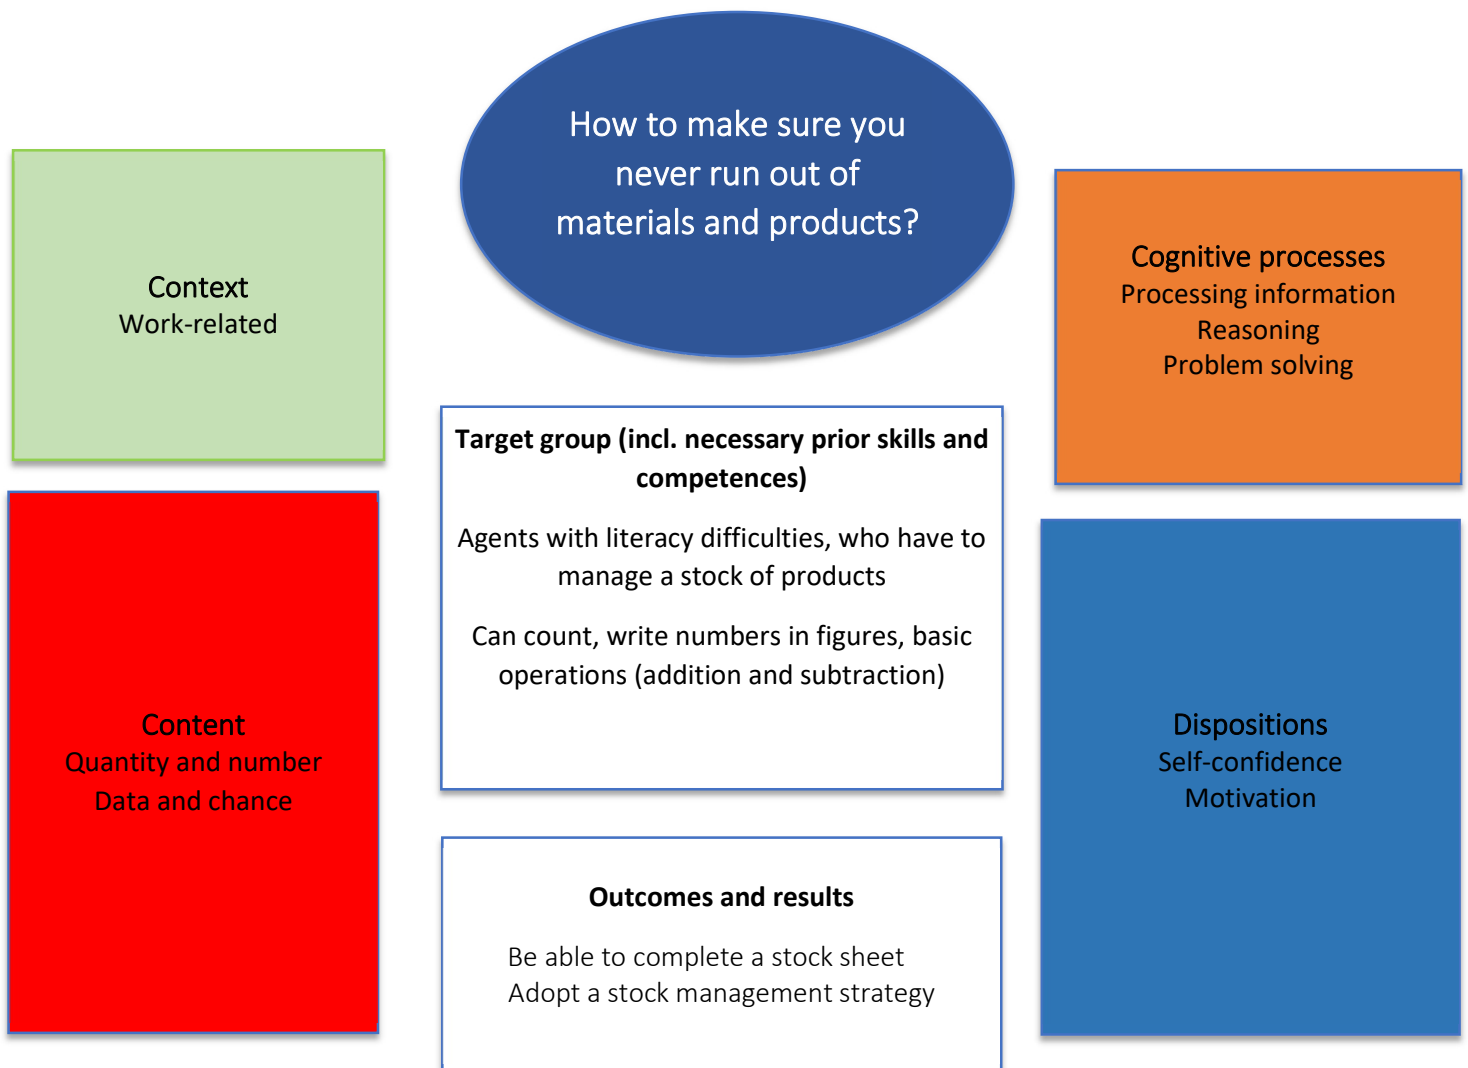 How to make sure you
never run out of
materials and products?
Context
Work-related
Cognitive processes
Processing information
Reasoning
Problem solving
Target group (incl. necessary prior skills and
competences)
Agents with literacy difficulties, who have to
manage a stock of products
Can count, write numbers in figures, basic
operations (addition and subtraction)
Content
Quantity and number
Data and chance
Dispositions
Self-confidence
Motivation
Outcomes and results
Be able to complete a stock sheet
Adopt a stock management strategy